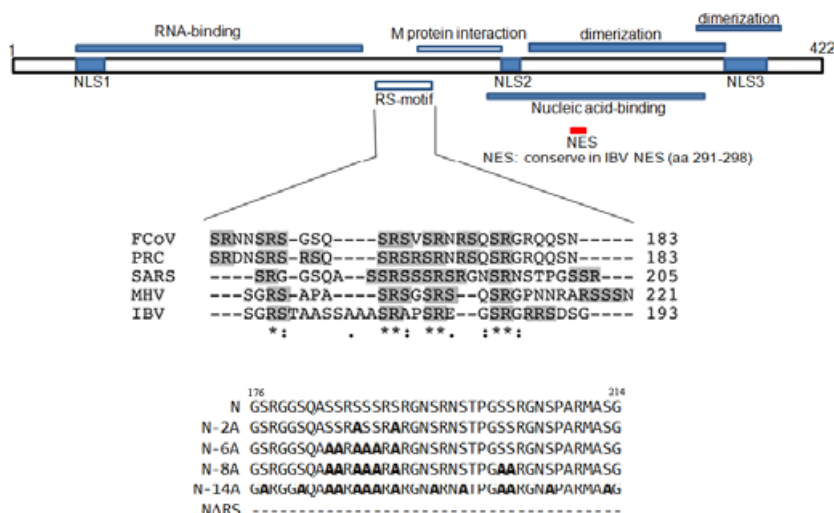 dimerization
RNA-binding M protein interaction dimerization
1 422
NLS1 NLS2 NLS3
RS-motif Nucleic acid-binding
NES
NES: conserve in IBV NES (aa 291-298)
FCoV SRNNSRS-GSQ----SRSVSRNRSQSRGRQQSN---- 183
PRC SRDNSRS-RSQ----SRSRSRNRSQSRGRQQSN---- 183
SARS ---SRG-GSQA-SSRSSSRSRGNSRNSTPGSSR--- 205
MHV ---SGRS--APA----SRSGSRS--QSRGPNNRARSSSN 221
IBV ---SGRSTAASSAAASRAPSRE--GSRGRRSDSG---- 193
*: . **: **. :**:
176 214
N GSRGGSQASSRSSSRSRGNSRNSTPGSSRGNSPARMASG
N-2A GSRGGSQASSRASSRARGNSRNSTPGSSRGNSPARMASG
N-6A GSRGGSQAAARAAARARGNSRNSTPGSSRGNSPARMASG
N-8A GSRGGSQAAARAAARARGNSRNSTPGAARGNSPARMASG
N-14A GARGGAQAAARAAARARGNARNATPGAARGNAPARMAAG
NΔRS ---------------------------------------